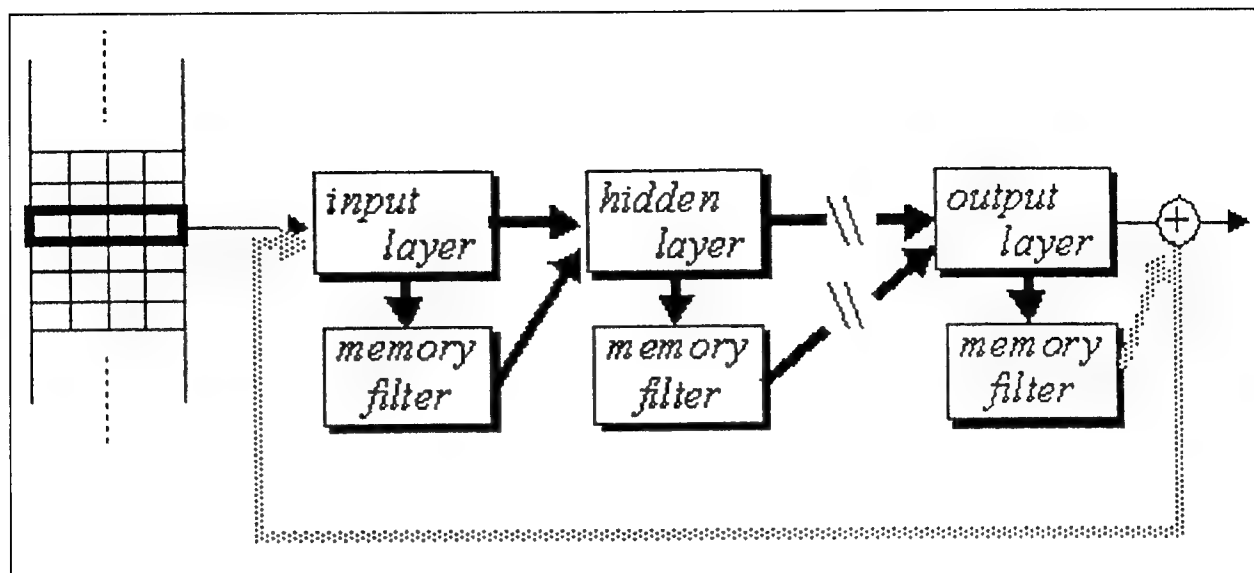 input
layer
hidden
layer
output
layer
+
memory
filter
memory
filter
memory
filter